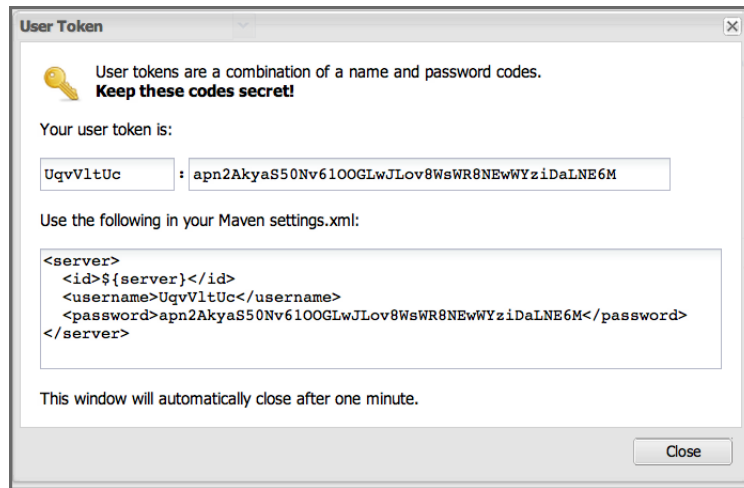 User Token
User tokens are a combination of a name and password codes.
Keep these codes secret!
Your user token is:
UqvVltUc : apn2AkyaS50Nv61OOGLwJLov8WsWR8NEwWYziDaLNE6M
Use the following in your Maven settings.xml:
<server>
<id>${server}</id>
<username>UqvVltUc</username>
<password>apn2AkyaS50Nv61OOGLwJLov8WsWR8NEwWYziDaLNE6M</password>
</server>
This window will automatically close after one minute.
Close